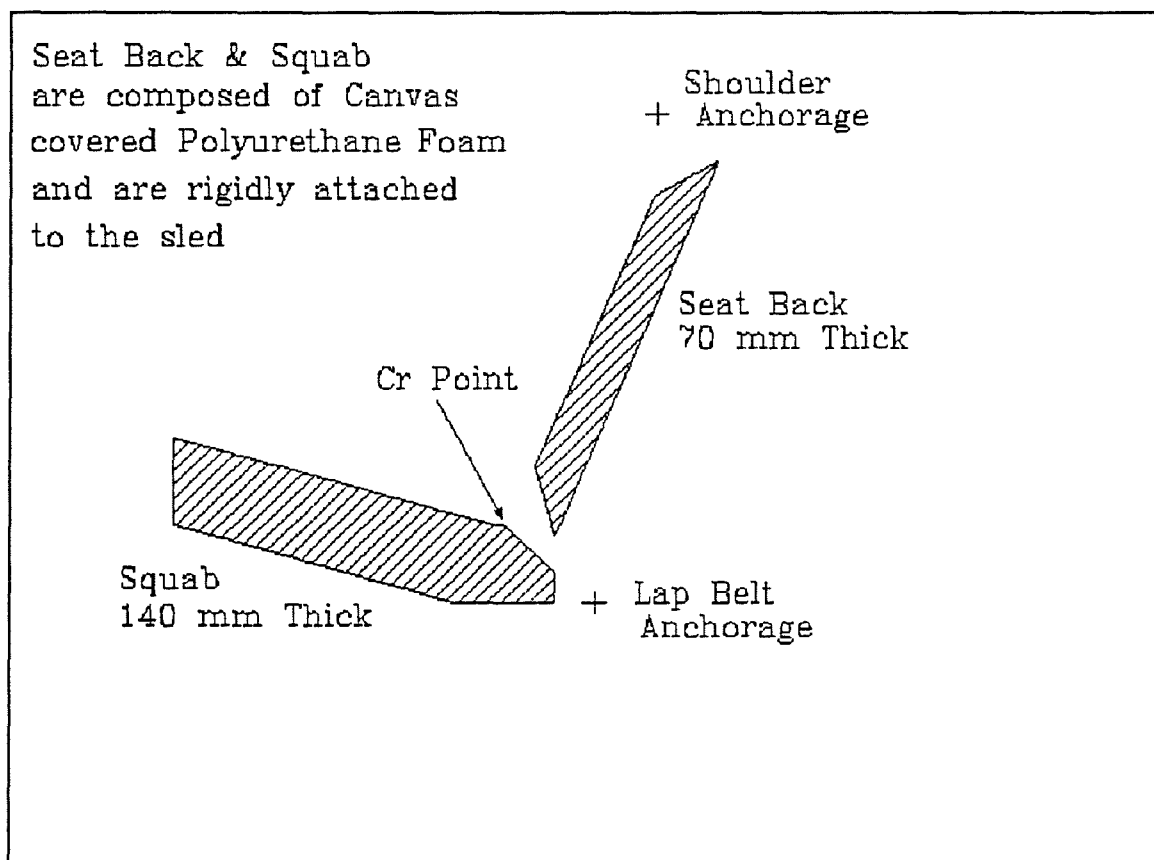 Seat Back & Squab
are composed of Canvas
covered Polyurethane Foam
and are rigidly attached
to the sled
Shoulder
Anchorage
Seat Back
70 mm Thick
Cr Point
Squab
140 mm Thick
Lap Belt
Anchorage